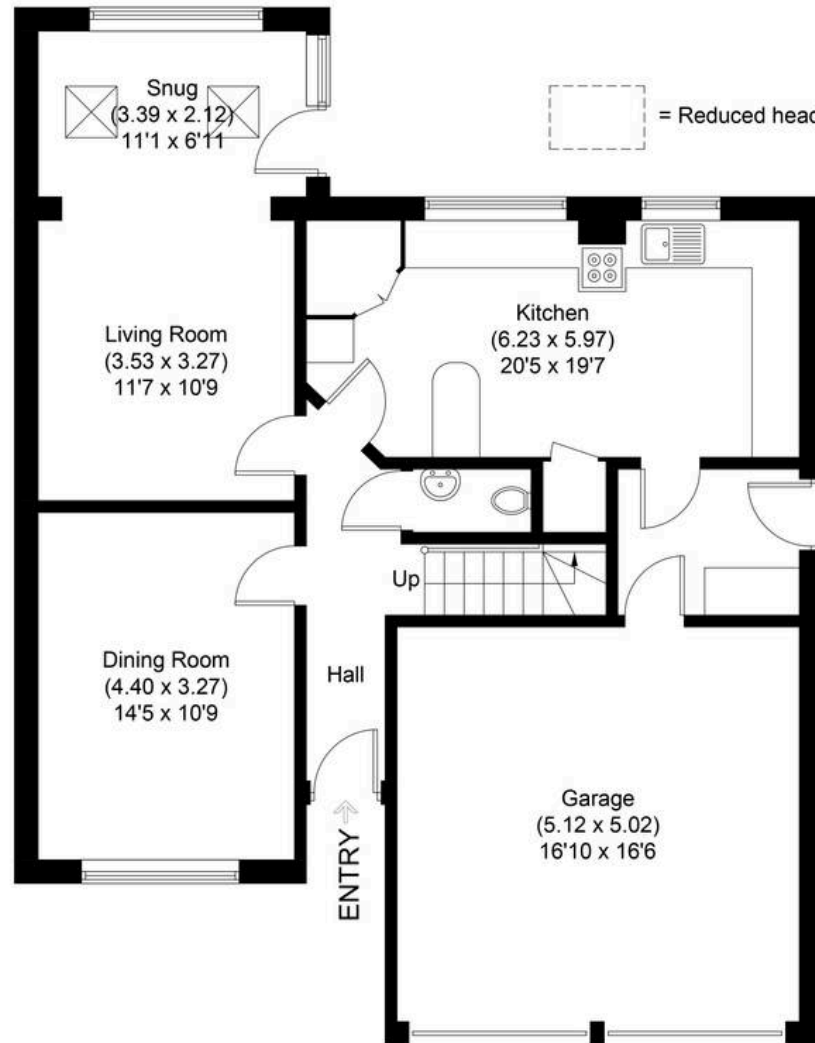 Snug
(3.39 x 2.12)
11'1 x 6'11
= Reduced head
Living Room
(3.53 x 3.27)
11'7 x 10'9
Kitchen
(6.23 x 5.97)
20'5 x 19'7
Up
Dining Room
(4.40 x 3.27)
14'5 x 10'9
Hall
Garage
(5.12 x 5.02)
16'10 x 16'6
ENTRY